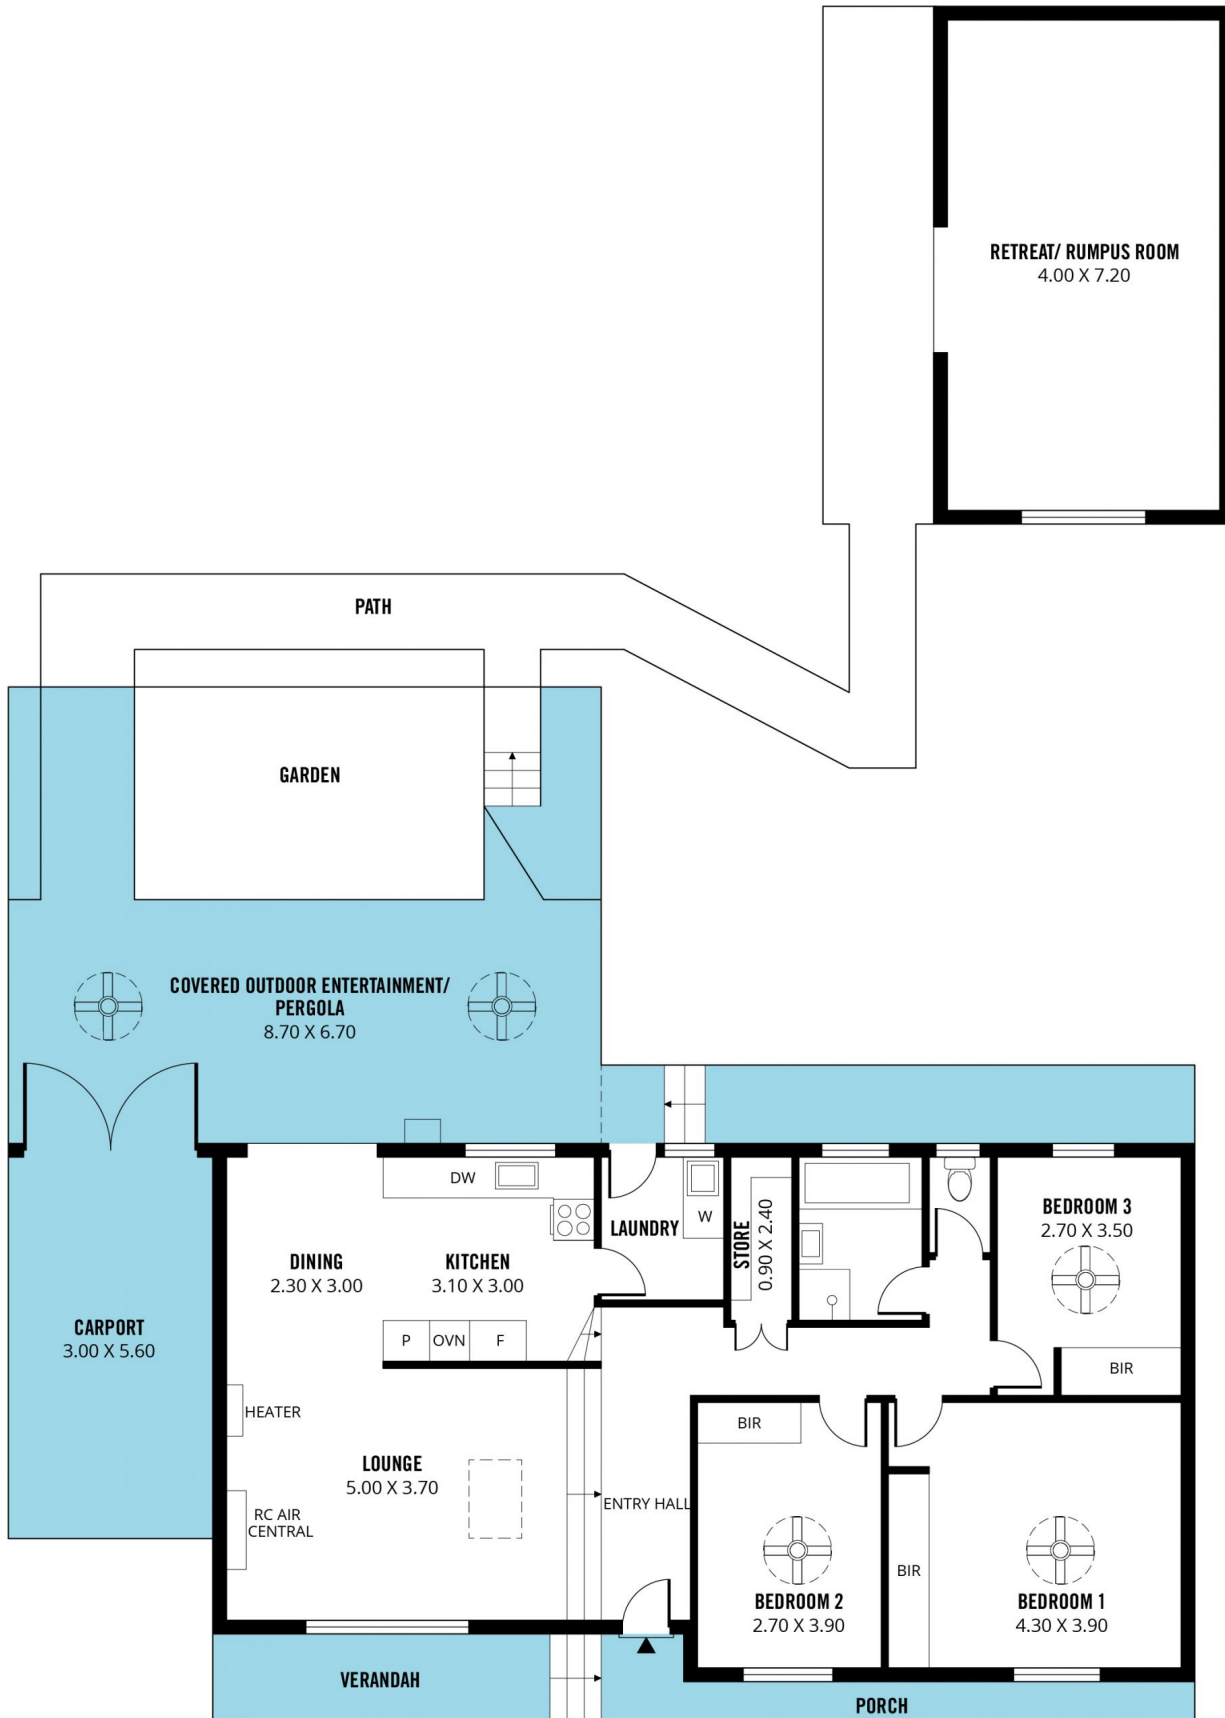 RETREAT/ RUMPUS ROOM
4.00 X 7.20
PATH
GARDEN
COVERED OUTDOOR ENTERTAINMENT/
PERGOLA
8.70 X 6.70
DW
LAUNDRY
W
STORE
0.90 X 2.40
BEDROOM 3
2.70 X 3.50
DINING
2.30 X 3.00
KITCHEN
3.10 X 3.00
CARPORT
3.00 X 5.60
P
OVN
F
BIR
HEATER
BIR
LOUNGE
5.00 X 3.70
ENTRY HALL
RC AIR
CENTRAL
BIR
BEDROOM 2
2.70 X 3.90
BEDROOM 1
4.30 X 3.90
VERANDAH
PORCH